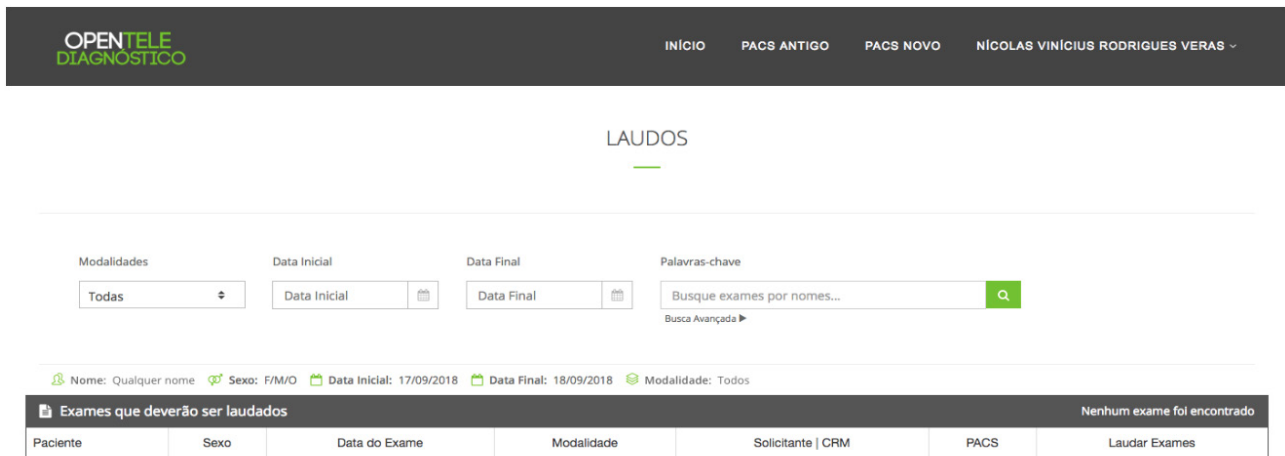 OPENTELE
DIAGNÓSTICO
INÍCIO PACS ANTIGO PACS NOVO NÍCOLAS VINÍCIUS RODRIGUES VERAS
LAUDOS
Modalidades Data Inicial Data Final Palavras-chave
Todas Data Inicial Data Final Busque exames por nomes...
Busca Avançada ▶
Nome: Qualquer nome Sexo: F/M/O Data Inicial: 17/09/2018 Data Final: 18/09/2018 Modalidade: Todos
Exames que deverão ser laudados Nenhum exame foi encontrado
Paciente Sexo Data do Exame Modalidade Solicitante | CRM PACS Laudar Exames